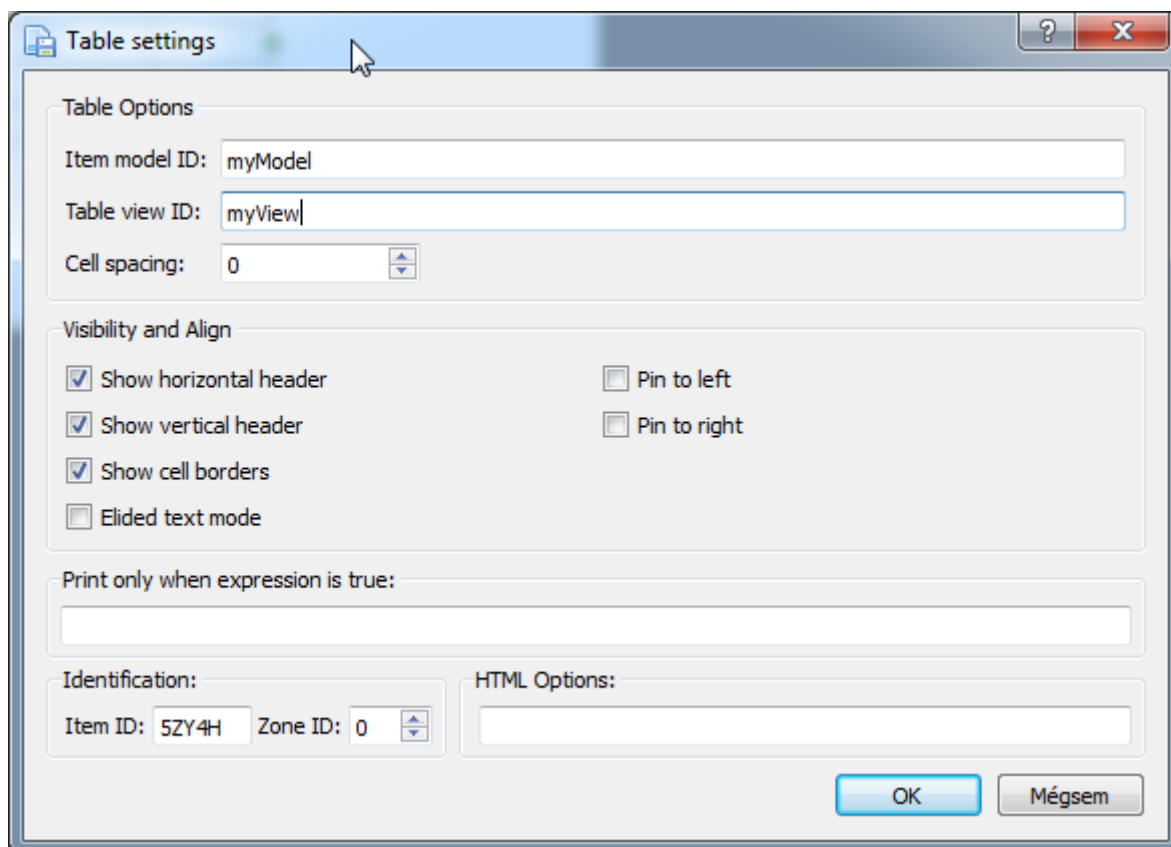 Table settings
?
Table Options
Item model ID: myModel
Table view ID: myView
Cell spacing: 0
Visibility and Align
Show horizontal header Pin to left
Show vertical header Pin to right
Show cell borders
Elided text mode
Print only when expression is true:
Identification: HTML Options:
Item ID: 5ZY4H Zone ID: 0
OK Mégsem